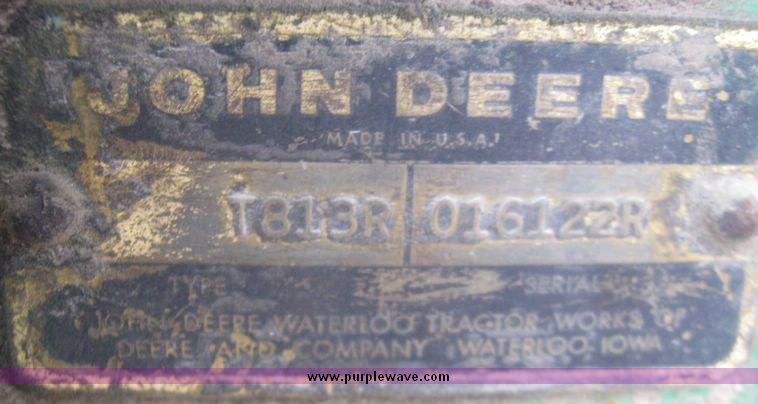 JOHN DEERE
MADE IN U.S.A.
T813R 016122R
TYPE SERIAL
JOHN DEERE WATERLOO TRACTOR WORKS OF
DEERE AND COMPANY WATERLOO, IOWA
www.purplewave.com